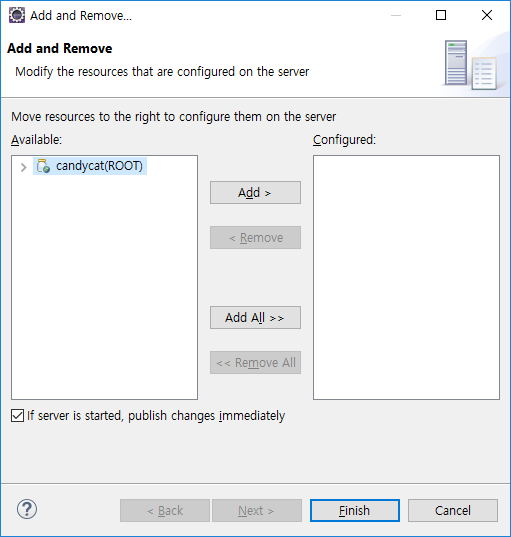 Add and Remove...
Add and Remove
Modify the resources that are configured on the server
Move resources to the right to configure them on the server
Available:
Configured:
candycat(ROOT)
Add >
< Remove
Add All >>
<< Remove All
If server is started, publish changes immediately
< Back
Next >
Finish
Cancel